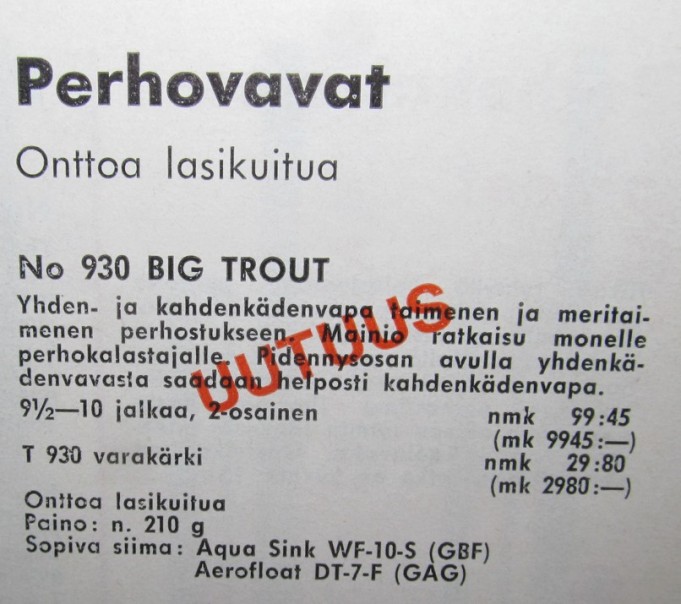 Perhovavat
Onttoa lasikuitua
No 930 BIG TROUT
Yhden- ja kahdenkädenvapa taimenen ja meritai-
menen perhostukseen. Mainio ratkaisu monelle
perhokalastajalle. Pidennysosan avulla yhdenkä-
denvavasta saadaan helposti kahdenkädenvapa.
UUTUUS
9½—10 jalkaa, 2-osainen nmk 99:45
(mk 9945:—)
T 930 varakärki nmk 29:80
(mk 2980:—)
Onttoa lasikuitua
Paino: n. 210 g
Sopiva siima: Aqua Sink WF-10-S (GBF)
Aerofloat DT-7-F (GAG)